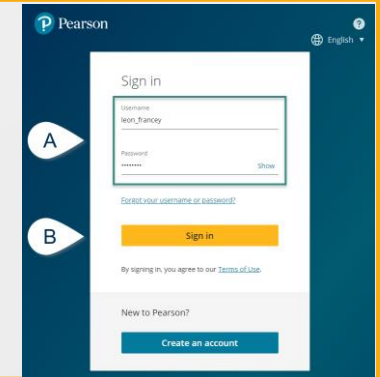 Pearson
?
English
Sign in
Username
leon_francey
A
Password
••••••••
Show
Forgot your username or password?
B
Sign in
By signing in, you agree to our Terms of Use.
New to Pearson?
Create an account